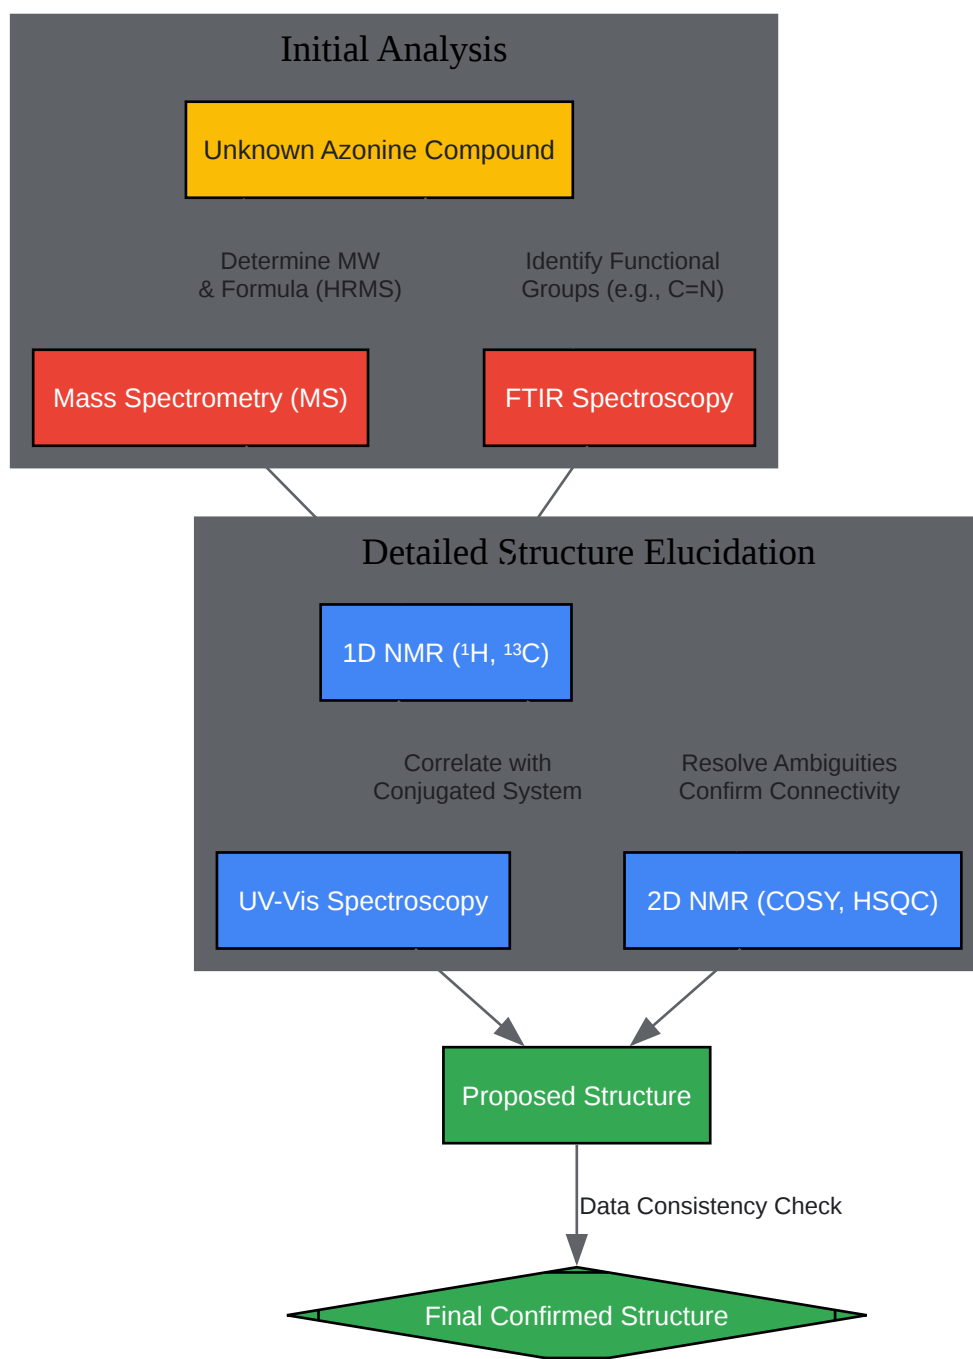 Initial Analysis
Unknown Azonine Compound
Determine MW
& Formula (HRMS)
Identify Functional
Groups (e.g., C=N)
Mass Spectrometry (MS)
FTIR Spectroscopy
Detailed Structure Elucidation
1D NMR (¹H, ¹³C)
Correlate with
Conjugated System
Resolve Ambiguities
Confirm Connectivity
UV-Vis Spectroscopy
2D NMR (COSY, HSQC)
Proposed Structure
Data Consistency Check
Final Confirmed Structure